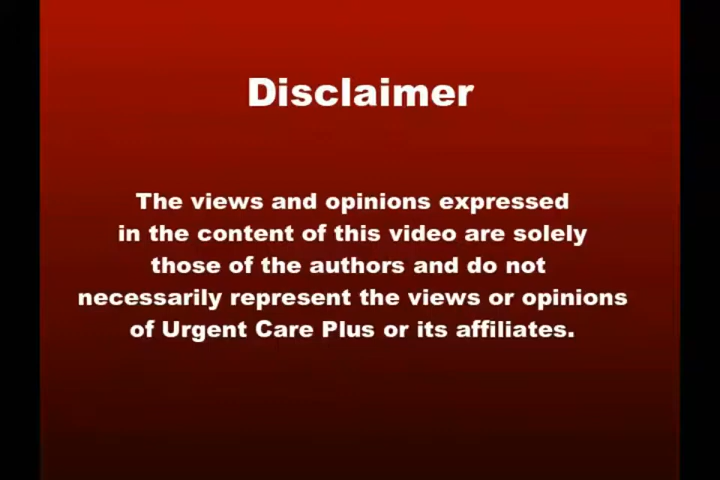 Disclaimer
The views and opinions expressed
in the content of this video are solely
those of the authors and do not
necessarily represent the views or opinions
of Urgent Care Plus or its affiliates.